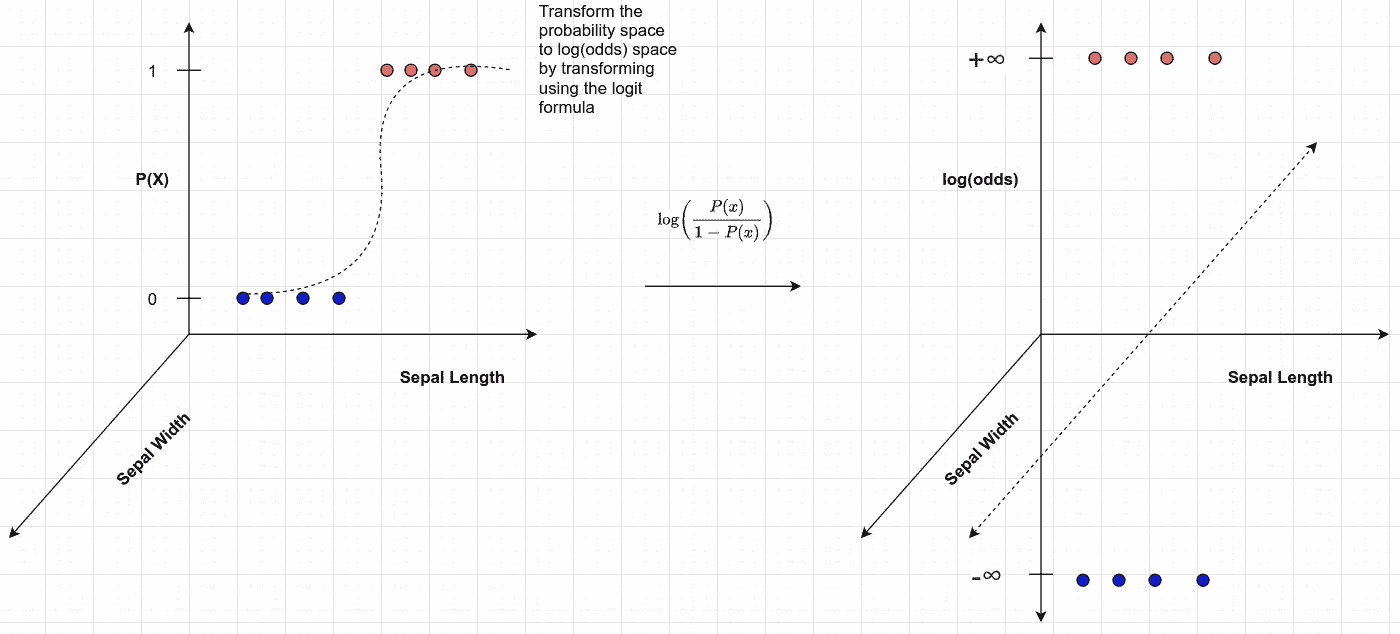 Transform the
probability space
to log(odds) space
by transforming
using the logit
formula
1
P(X)
0
Sepal Length
Sepal Width
log(P(x)/(1 − P(x)))
+∞
log(odds)
Sepal Length
Sepal Width
-∞